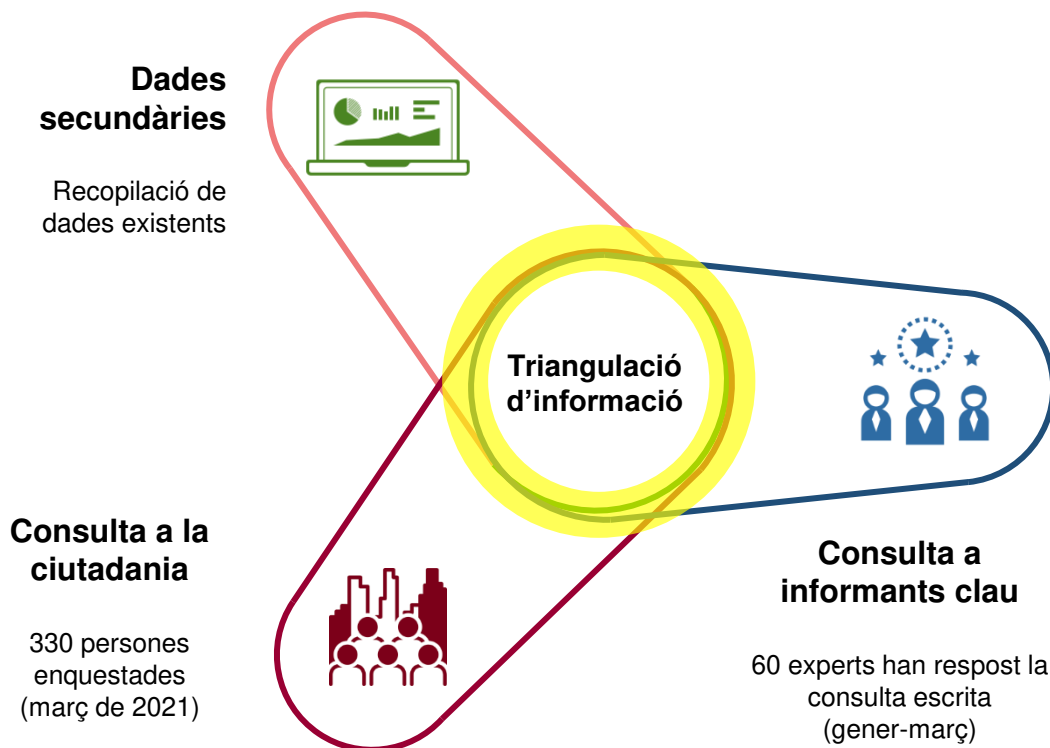 Dades
secundàries
Recopilació de
dades existents
Triangulació
d’informació
Consulta a la
ciutadania
330 persones
enquestades
(març de 2021)
Consulta a
informants clau
60 experts han respost la
consulta escrita
(gener-març)